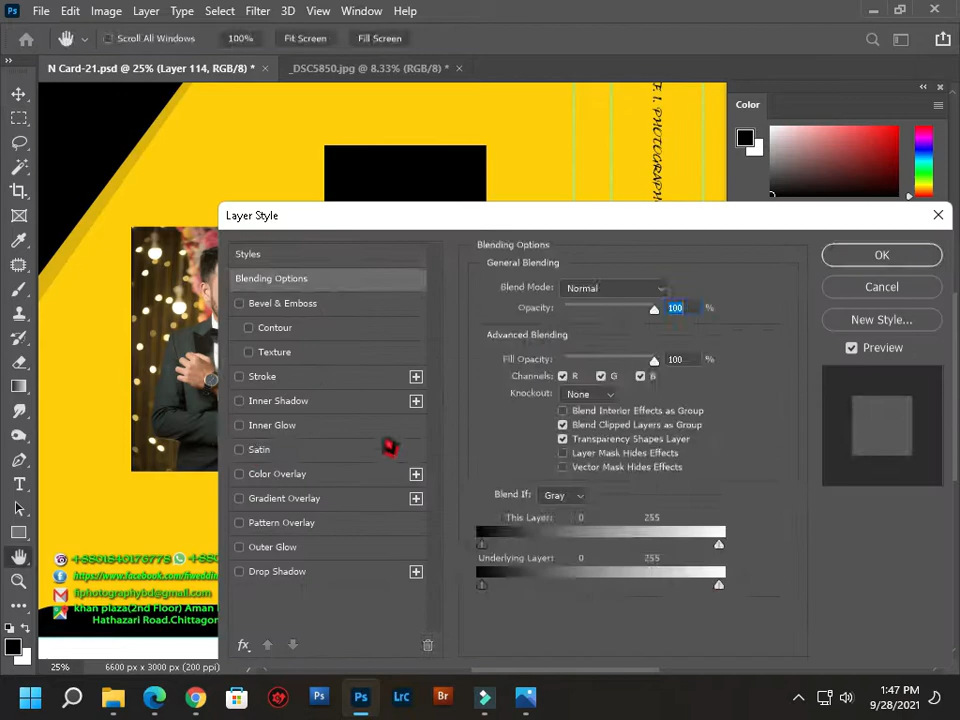 Ps File Edit Image Layer Type Select Filter 3D View Window Help
Scroll All Windows 100% Fit Screen Fill Screen
N Card-21.psd @ 25% (Layer 114, RGB/8) * × _DSC5850.jpg @ 8.33% (RGB/8) * ×
Color
Layer Style
Styles
Blending Options
Bevel & Emboss
Contour
Texture
Stroke
Inner Shadow
Inner Glow
Satin
Color Overlay
Gradient Overlay
Pattern Overlay
Outer Glow
Drop Shadow
fx
Blending Options
General Blending
Blend Mode: Normal
Opacity: 100 %
Advanced Blending
Fill Opacity: 100 %
Channels: R G B
Knockout: None
Blend Interior Effects as Group
Blend Clipped Layers as Group
Transparency Shapes Layer
Layer Mask Hides Effects
Vector Mask Hides Effects
Blend If: Gray
This Layer: 0 255
Underlying Layer: 0 255
OK
Cancel
New Style...
Preview
fiphotographybd@gmail.com
khan plaza(2nd Floor) Aman
Hathazari Road.Chittagon
25% 6600 px x 3000 px (200 ppi)
Ps Ps LrC Br
1:47 PM
9/28/2021